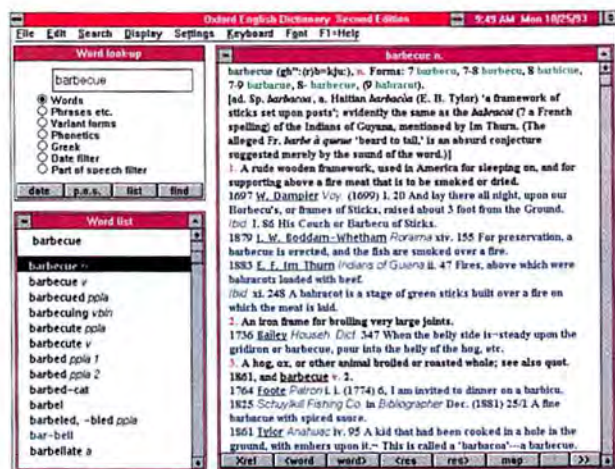 Oxford English Dictionary Second Edition
9:49 AM Mon 10/25/93
File Edit Search Display Settings Keyboard Font F1=Help
Word look-up
barbecue
Words
Phrases etc.
Variant forms
Phonetics
Greek
Date filter
Part of speech filter
date p.o.s. list find
Word list
barbecue
barbecue n
barbecue v
barbecued ppla
barbecuing vbln
barbecute ppla
barbecute v
barbed ppla 1
barbed ppla 2
barbed-cat
barbel
barbeled, -bled ppla
bar-bell
barbellate a
barbecue n.
barbecue (gh":(r)b=kju:), n. Forms: 7 barbecu, 7-8 borbecu, 8 barbicue,
7-9 barbacue, 8- barbecue, (9 babracot).
[ad. Sp. barbacoa, a. Haitian barbacòa (E. B. Tylor) ‘a framework of
sticks set upon posts’; evidently the same as the babracot (? a French
spelling) of the Indians of Guyana, mentioned by Im Thurn. (The
alleged Fr. barbe à queue ‘beard to tail,’ is an absurd conjecture
suggested merely by the sound of the word.)]
1. A rude wooden framework, used in America for sleeping on, and for
supporting above a fire meat that is to be smoked or dried.
1697 W. Dampier Voy. (1699) I. 20 And lay there all night, upon our
Borbecu's, or frames of Sticks, raised about 3 foot from the Ground.
Ibid I. 86 His Couch or Barbecu of Sticks.
1879 I. W. Boddam-Whetham Roraima xiv. 155 For preservation, a
barbecue is erected, and the fish are smoked over a fire.
1883 E. F. Im Thurn Indians of Guiana ii. 47 Fires, above which were
babracots loaded with beef.
Ibid xi. 248 A babracot is a stage of green sticks built over a fire on
which the meat is laid.
2. An iron frame for broiling very large joints.
1736 Bailey Househ. Dict. 347 When the belly side is~steady upon the
gridiron or barbecue, pour into the belly of the hog, etc.
3. A hog, ox, or other animal broiled or roasted whole; see also quot.
1861, and barbecue v. 2.
1764 Foote Patron I. i. (1774) 6, I am invited to dinner on a barbicu.
1825 Schuylkill Fishing Co. in Bibliographer Dec. (1881) 25/1 A fine
barbecue with spiced sauce.
1861 Tylor Anahuac iv. 95 A kid that had been cooked in a hole in the
ground, with embers upon it.~ This is called a ‘barbacoa’--a barbecue.
Xref <word word> <res res> map >>